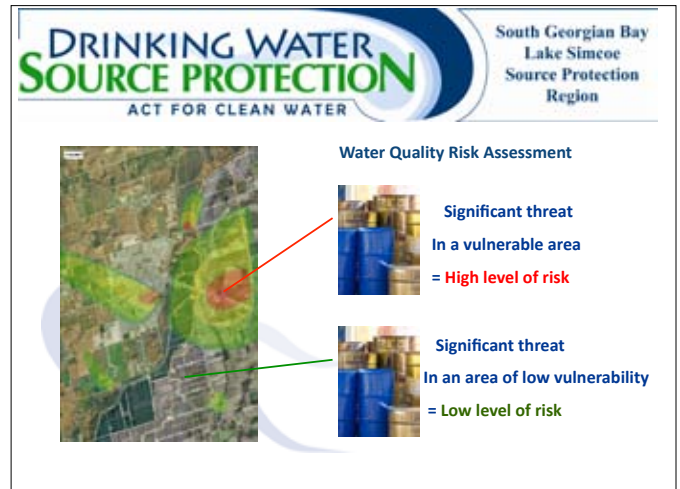 DRINKING WATER
SOURCE PROTECTION
ACT FOR CLEAN WATER
South Georgian Bay
Lake Simcoe
Source Protection
Region
Water Quality Risk Assessment
Significant threat
In a vulnerable area
= High level of risk
Significant threat
In an area of low vulnerability
= Low level of risk